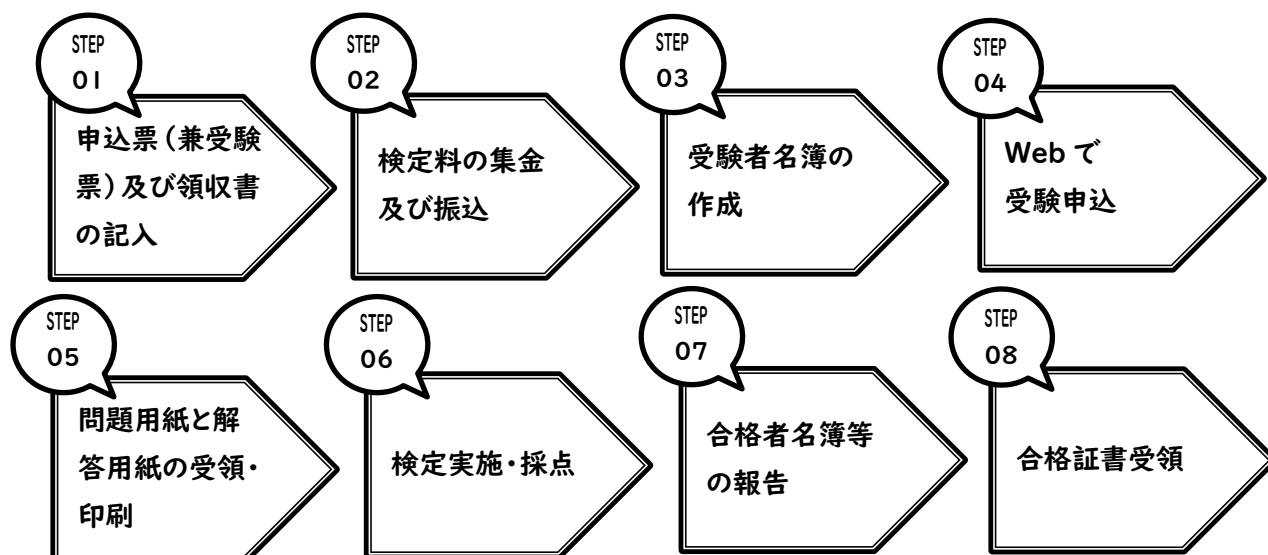 STEP
01
申込票(兼受験
票)及び領収書
の記入
STEP
02
検定料の集金
及び振込
STEP
03
受験者名簿の
作成
STEP
04
Webで
受験申込
STEP
05
問題用紙と解
答用紙の受領・
印刷
STEP
06
検定実施・採点
STEP
07
合格者名簿等
の報告
STEP
08
合格証書受領